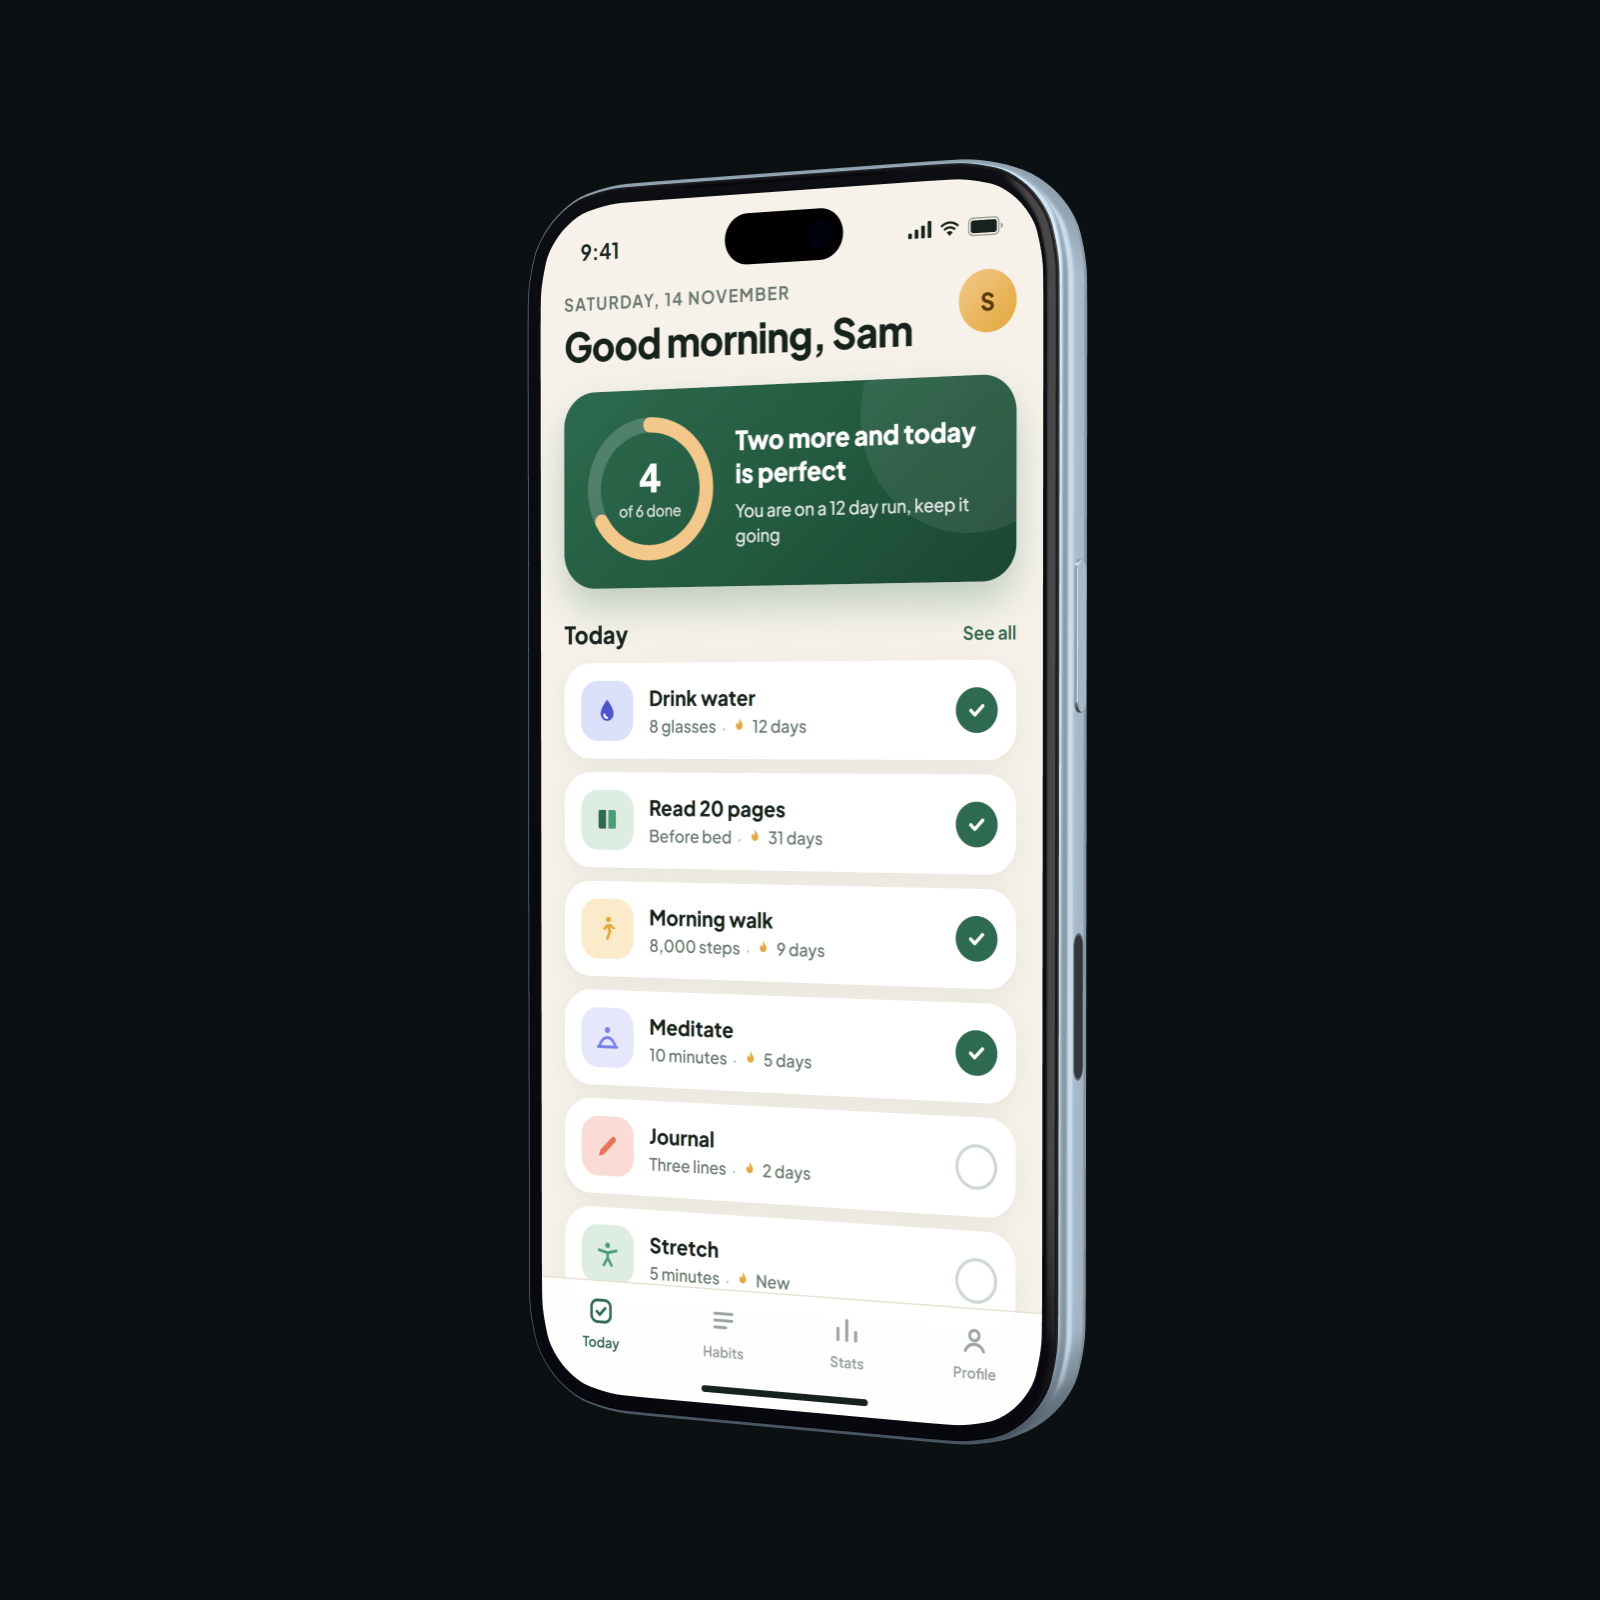 9:41
SATURDAY, 14 NOVEMBER
S
Good morning, Sam
4
of 6 done
Two more and today
is perfect
You are on a 12 day run, keep it
going
Today
See all
Drink water
8 glasses · 12 days
Read 20 pages
Before bed · 31 days
Morning walk
8,000 steps · 9 days
Meditate
10 minutes · 5 days
Journal
Three lines · 2 days
Stretch
5 minutes · New
Today
Habits
Stats
Profile